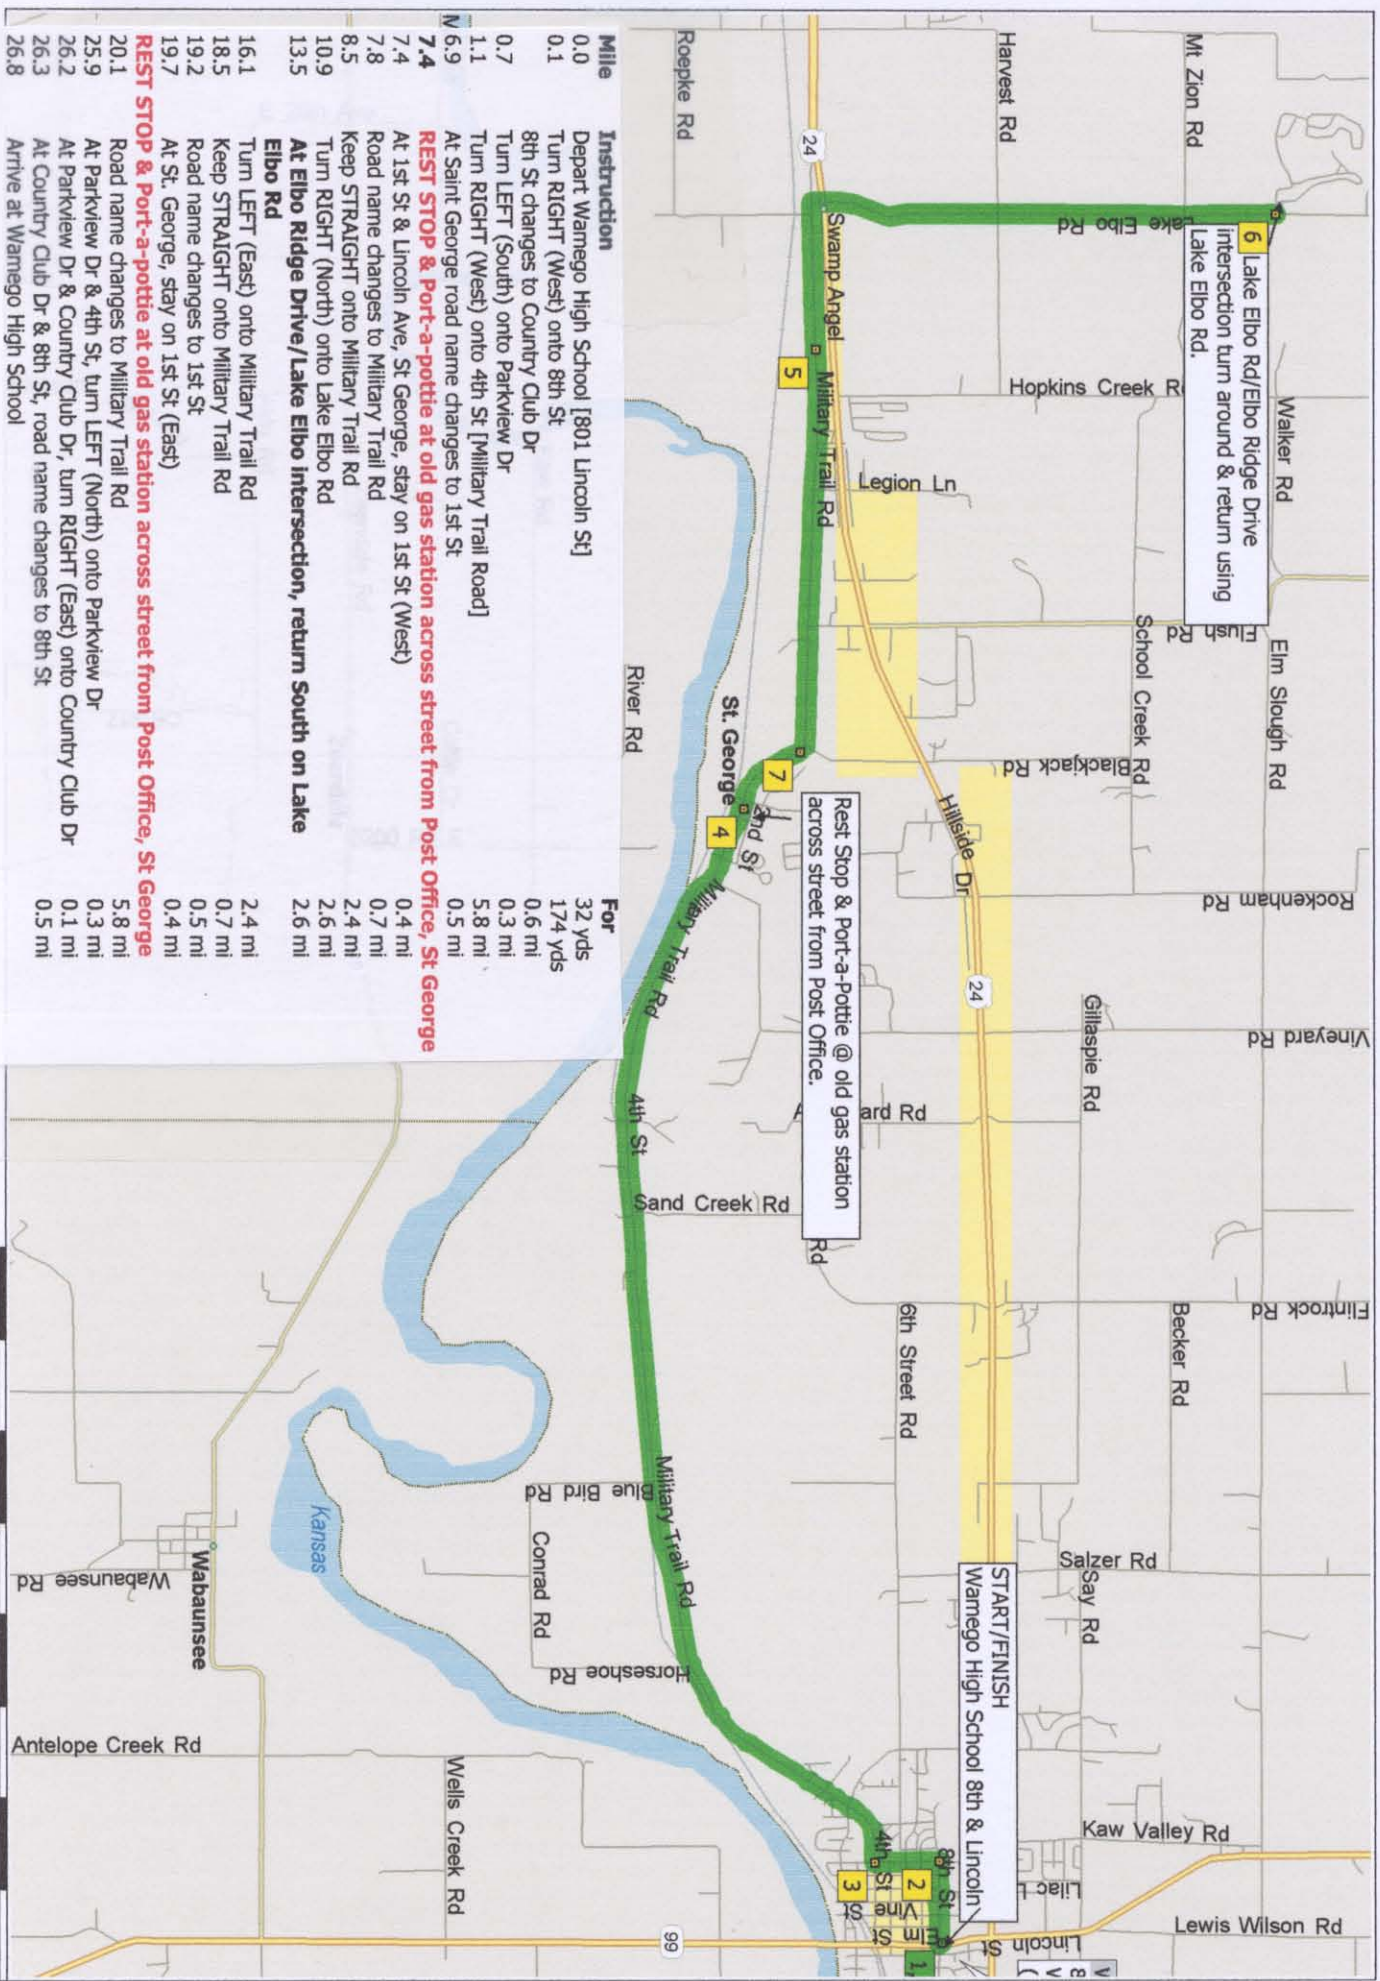 Mile Instruction For
0.0 Depart Wamego High School [801 Lincoln St] 32 yds
0.1 Turn RIGHT (West) onto 8th St 174 yds
8th St changes to Country Club Dr 0.6 mi
0.7 Turn LEFT (South) onto Parkview Dr 0.3 mi
1.1 Turn RIGHT (West) onto 4th St [Military Trail Road] 5.8 mi
6.9 At Saint George road name changes to 1st St 0.5 mi
7.4 REST STOP & Port-a-pottie at old gas station across street from Post Office, St George
7.4 At 1st St & Lincoln Ave, St George, stay on 1st St (West) 0.4 mi
7.8 Road name changes to Military Trail Rd 0.7 mi
8.5 Keep STRAIGHT onto Military Trail Rd 2.4 mi
10.9 Turn RIGHT (North) onto Lake Elbo Rd 2.6 mi
13.5 At Elbo Ridge Drive/Lake Elbo intersection, return South on Lake 2.6 mi
Elbo Rd
16.1 Turn LEFT (East) onto Military Trail Rd 2.4 mi
18.5 Keep STRAIGHT onto Military Trail Rd 0.7 mi
19.2 Road name changes to 1st St 0.5 mi
19.7 At St. George, stay on 1st St (East) 0.4 mi
REST STOP & Port-a-pottie at old gas station across street from Post Office, St George
20.1 Road name changes to Military Trail Rd 5.8 mi
25.9 At Parkview Dr & 4th St, turn LEFT (North) onto Parkview Dr 0.3 mi
26.2 At Parkview Dr & Country Club Dr, turn RIGHT (East) onto Country Club Dr 0.1 mi
26.3 At Country Club Dr & 8th St, road name changes to 8th St 0.5 mi
26.8 Arrive at Wamego High School
6 Lake Elbo Rd/Elbo Ridge Drive
intersection turn around & return using
Lake Elbo Rd.
Rest Stop & Port-a-Pottie @ old gas station
across street from Post Office.
START/FINISH
Wamego High School 8th & Lincoln
Mt Zion Rd
Harvest Rd
Roepke Rd
24
Lake Elbo Rd
Swamp Angel
5
Military Trail Rd
Hopkins Creek R
Walker Rd
Legion Ln
Flush Rd
School Creek Rd
Elm Slough Rd
Blackjack Rd
River Rd
St. George
2nd St
7
4
Hillside Dr
Rockenham Rd
24
Military Trail Rd
Gillaspie Rd
Vineyard Rd
ard Rd
4th St
Sand Creek Rd
Rd
6th Street Rd
Flintrock Rd
Becker Rd
Blue Bird Rd
Military Trail Rd
Conrad Rd
Horseshoe Rd
Kansas
Wabaunsee
Wabaunsee Rd
Salzer Rd
Say Rd
Antelope Creek Rd
Wells Creek Rd
Kaw Valley Rd
Lilac L
Lewis Wilson Rd
Lincoln St
4th St
8th St
2
3
Vine St
Elm St
1
99